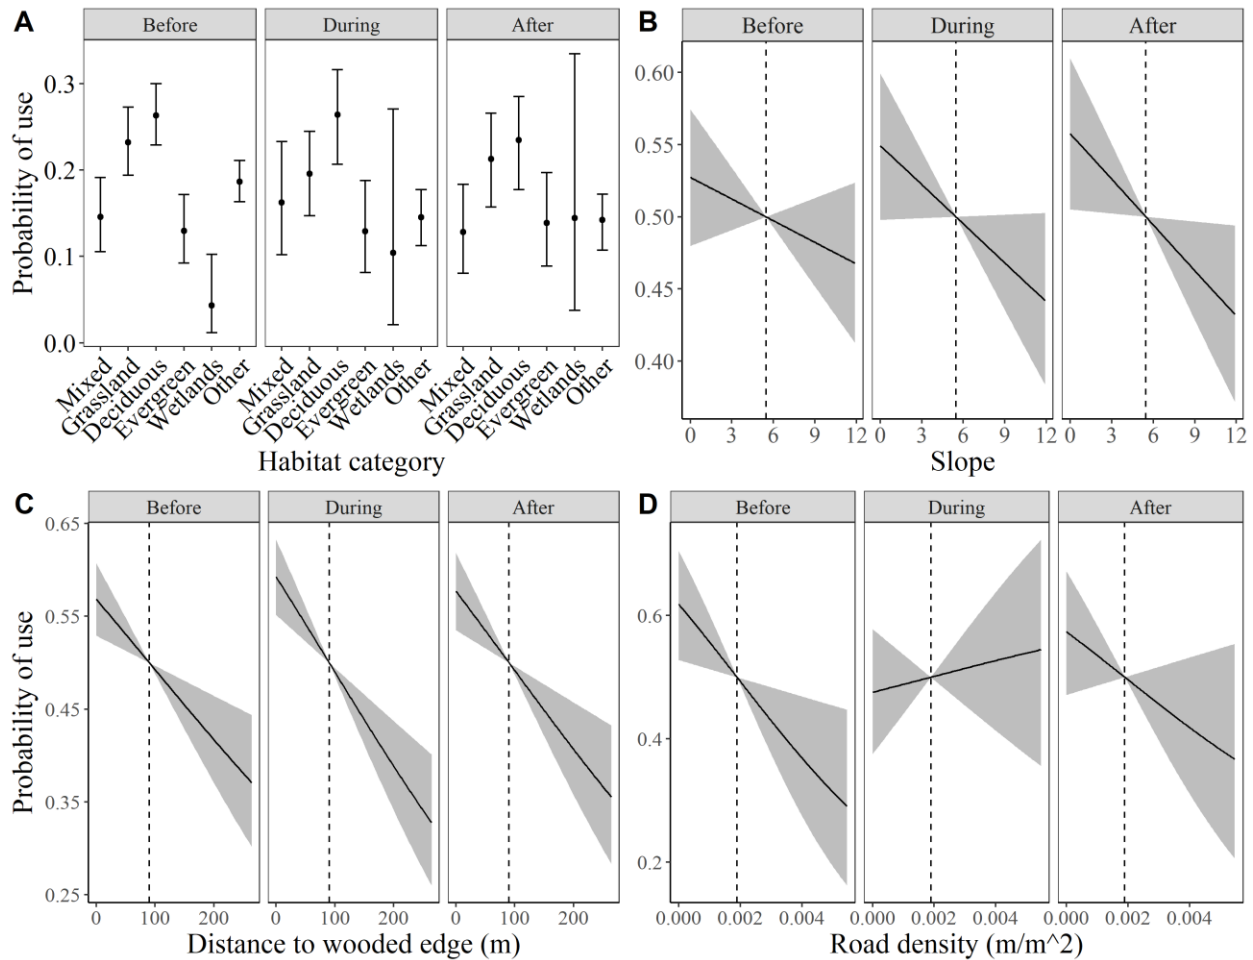 A
Before
During
After
Probability of use
0.3
0.2
0.1
0.0
Mixed
Grassland
Deciduous
Evergreen
Wetlands
Other
Mixed
Grassland
Deciduous
Evergreen
Wetlands
Other
Mixed
Grassland
Deciduous
Evergreen
Wetlands
Other
Habitat category
B
Before
During
After
0.60
0.55
0.50
0.45
0.40
0 3 6 9 12 0 3 6 9 12 0 3 6 9 12
Slope
C
Before
During
After
Probability of use
0.65
0.55
0.45
0.35
0.25
0 100 200 0 100 200 0 100 200
Distance to wooded edge (m)
D
Before
During
After
0.6
0.4
0.2
0.000 0.002 0.004 0.000 0.002 0.004 0.000 0.002 0.004
Road density (m/m^2)